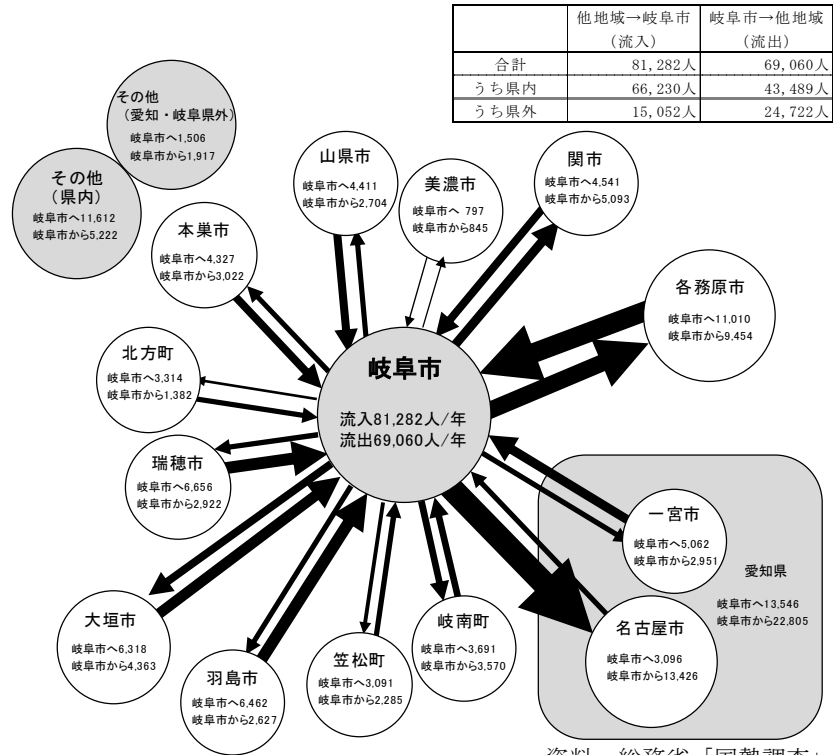 他地域→岐阜市 岐阜市→他地域
(流入) (流出)
合計 81,282人 69,060人
うち県内 66,230人 43,489人
うち県外 15,052人 24,722人
その他
(愛知・岐阜県外)
岐阜市へ1,506
岐阜市から1,917
その他
(県内)
岐阜市へ11,612
岐阜市から5,222
山県市
岐阜市へ4,411
岐阜市から2,704
美濃市
岐阜市へ 797
岐阜市から845
関市
岐阜市へ4,541
岐阜市から5,093
本巣市
岐阜市へ4,327
岐阜市から3,022
各務原市
岐阜市へ11,010
岐阜市から9,454
北方町
岐阜市へ3,314
岐阜市から1,382
岐阜市
流入81,282人/年
流出69,060人/年
瑞穂市
岐阜市へ6,656
岐阜市から2,922
一宮市
岐阜市へ5,062
岐阜市から2,951
愛知県
岐阜市へ13,546
岐阜市から22,805
大垣市
岐阜市へ6,318
岐阜市から4,363
羽島市
岐阜市へ6,462
岐阜市から2,627
笠松町
岐阜市へ3,091
岐阜市から2,285
岐南町
岐阜市へ3,691
岐阜市から3,570
名古屋市
岐阜市へ3,096
岐阜市から13,426